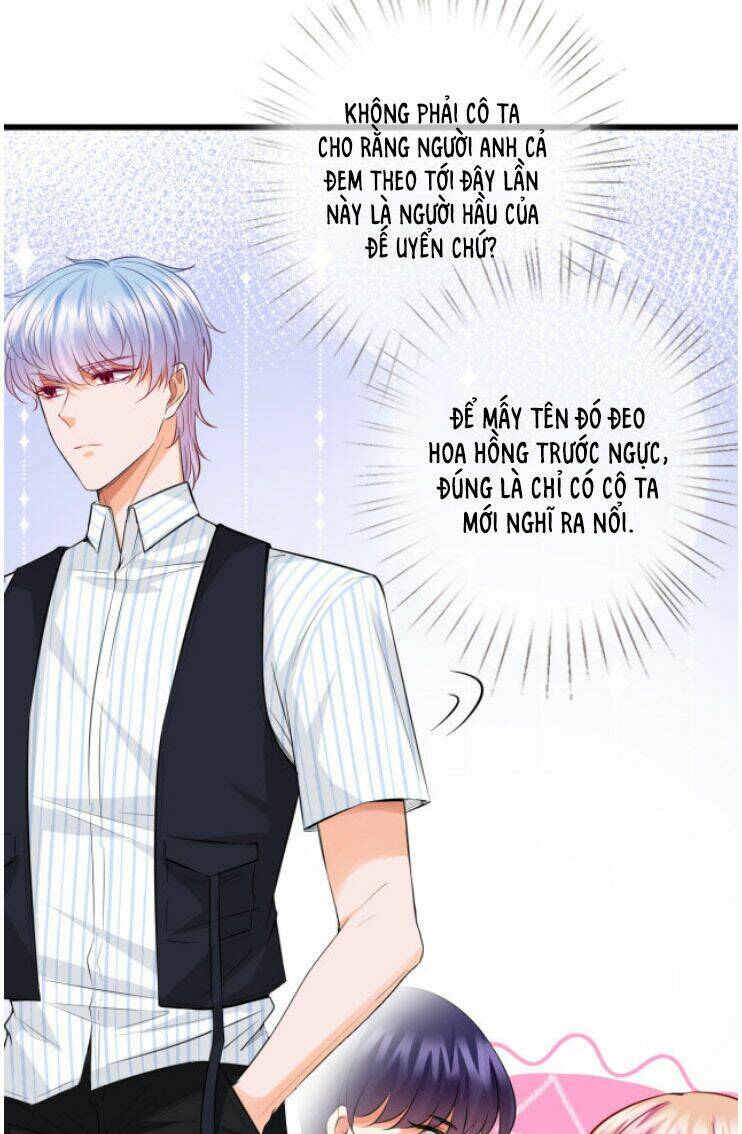 KHÔNG PHẢI CÔ TA
CHO RẰNG NGƯỜI ANH CẢ
ĐEM THEO TỚI ĐÂY LẦN
NÀY LÀ NGƯỜI HẦU CỦA
ĐẾ UYỂN CHỨ?
ĐỂ MẤY TÊN ĐÓ ĐEO
HOA HỒNG TRƯỚC NGỰC,
ĐÚNG LÀ CHỈ CÓ CÔ TA
MỚI NGHĨ RA NỔI.